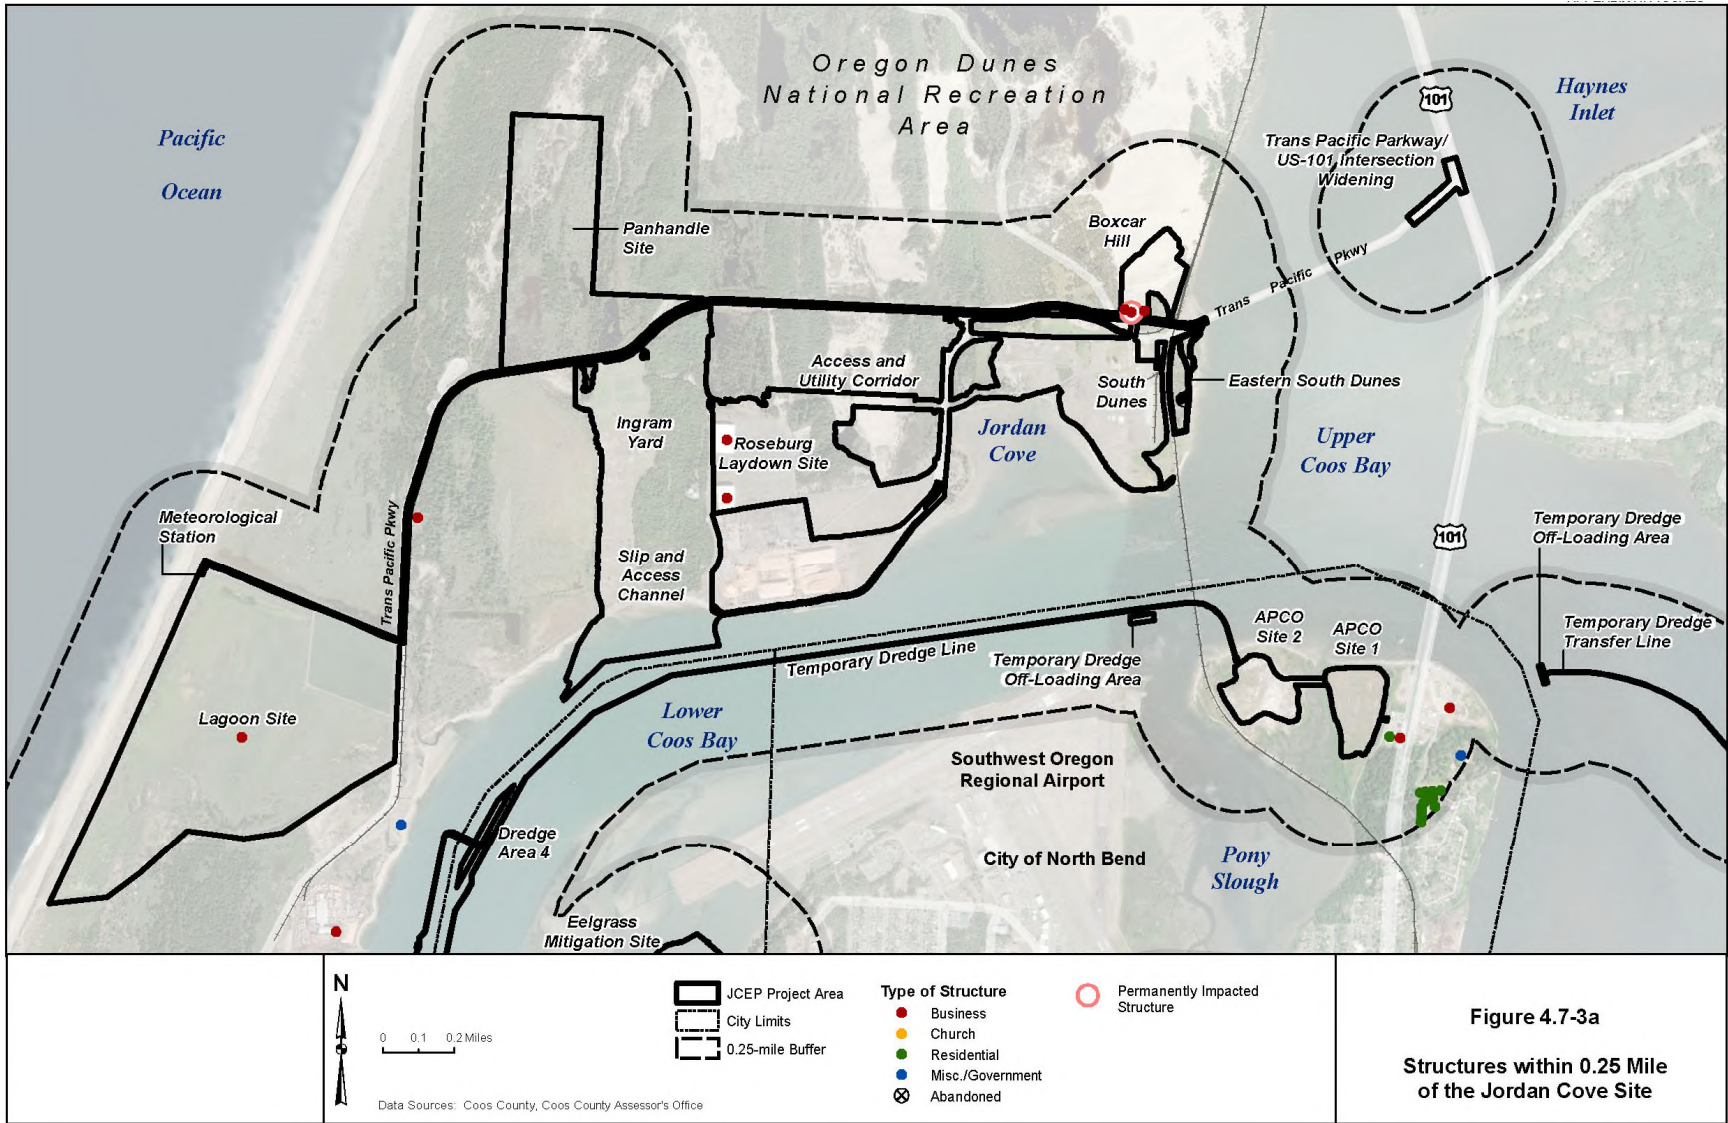 Oregon Dunes
National Recreation
Area
Pacific
Ocean
Haynes
Inlet
101
Trans Pacific Parkway/
US-101 Intersection
Widening
Panhandle
Site
Boxcar
Hill
Trans Pacific Pkwy
Access and
Utility Corridor
South
Dunes
Eastern South Dunes
Ingram
Yard
Jordan
Cove
Upper
Coos Bay
Roseburg
Laydown Site
Meteorological
Station
Trans Pacific Pkwy
101
Temporary Dredge
Off-Loading Area
Slip and
Access
Channel
APCO
Site 2
APCO
Site 1
Temporary Dredge
Transfer Line
Temporary Dredge Line
Temporary Dredge
Off-Loading Area
Lagoon Site
Lower
Coos Bay
Southwest Oregon
Regional Airport
Dredge
Area 4
City of North Bend
Pony
Slough
Eelgrass
Mitigation Site
N
0 0.1 0.2 Miles
Data Sources: Coos County, Coos County Assessor's Office
JCEP Project Area
City Limits
0.25-mile Buffer
Type of Structure
Business
Church
Residential
Misc./Government
Abandoned
Permanently Impacted
Structure
Figure 4.7-3a
Structures within 0.25 Mile
of the Jordan Cove Site